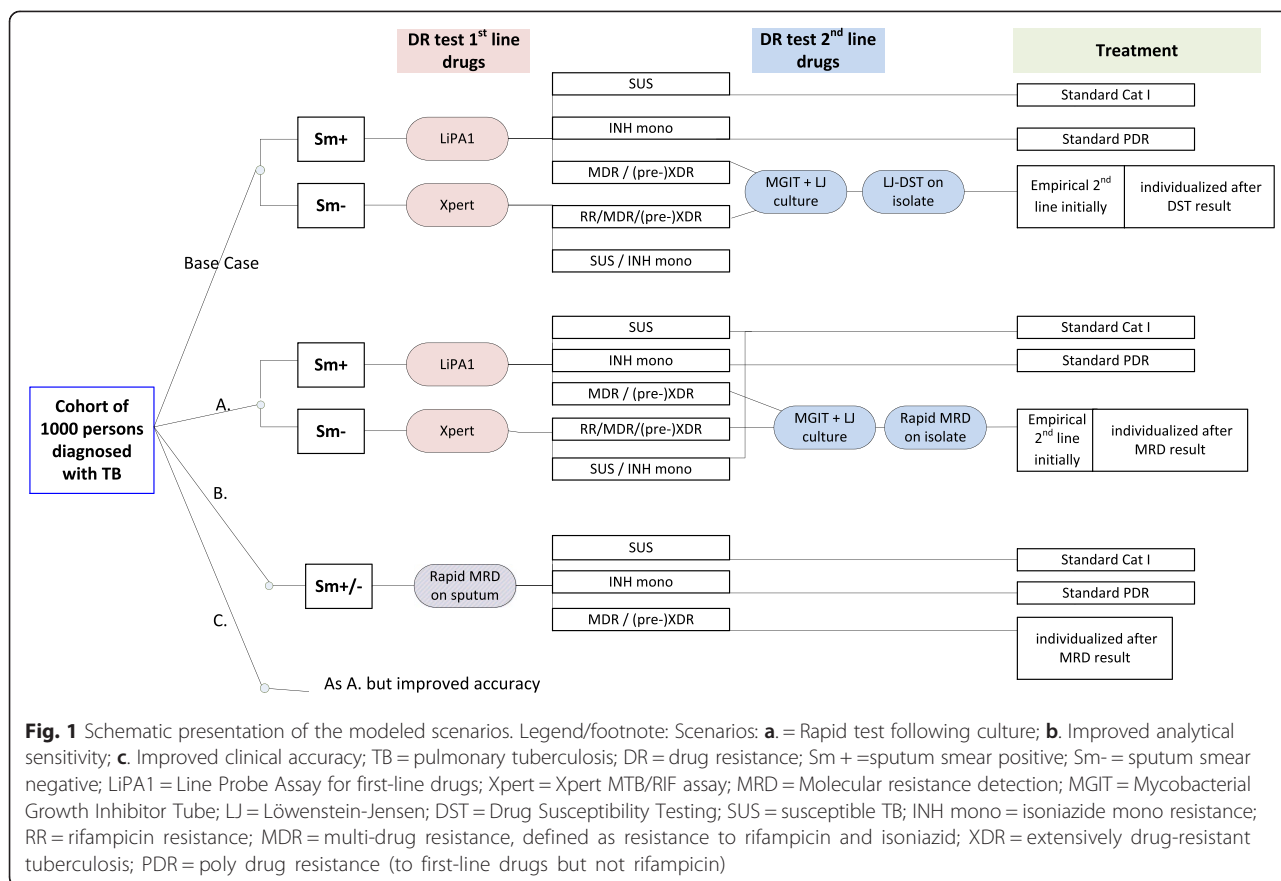 DR test 1st line drugs
DR test 2nd line drugs
Treatment
SUS
Standard Cat I
Sm+
LiPA1
INH mono
Standard PDR
MDR / (pre-)XDR
MGIT + LJ culture
LJ-DST on isolate
Empirical 2nd line initially
individualized after DST result
Sm-
Xpert
RR/MDR/(pre-)XDR
SUS / INH mono
Base Case
SUS
Standard Cat I
Sm+
LiPA1
INH mono
Standard PDR
MDR / (pre-)XDR
Cohort of 1000 persons diagnosed with TB
A.
Sm-
Xpert
RR/MDR/(pre-)XDR
MGIT + LJ culture
Rapid MRD on isolate
Empirical 2nd line initially
individualized after MRD result
SUS / INH mono
B.
SUS
Standard Cat I
Sm+/-
Rapid MRD on sputum
INH mono
Standard PDR
MDR / (pre-)XDR
individualized after MRD result
C.
As A. but improved accuracy
Fig. 1 Schematic presentation of the modeled scenarios. Legend/footnote: Scenarios: a. = Rapid test following culture; b. Improved analytical
sensitivity; c. Improved clinical accuracy; TB = pulmonary tuberculosis; DR = drug resistance; Sm + =sputum smear positive; Sm- = sputum smear
negative; LiPA1 = Line Probe Assay for first-line drugs; Xpert = Xpert MTB/RIF assay; MRD = Molecular resistance detection; MGIT = Mycobacterial
Growth Inhibitor Tube; LJ = Löwenstein-Jensen; DST = Drug Susceptibility Testing; SUS = susceptible TB; INH mono = isoniazide mono resistance;
RR = rifampicin resistance; MDR = multi-drug resistance, defined as resistance to rifampicin and isoniazid; XDR = extensively drug-resistant
tuberculosis; PDR = poly drug resistance (to first-line drugs but not rifampicin)